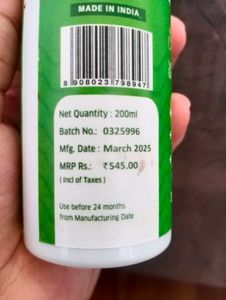 MADE IN INDIA
8 908023 798947
Net Quantity : 200ml
Batch No.: 0325996
Mfg. Date : March 2025
MRP Rs.: ₹545.00
( Incl of Taxes )
Use before 24 months
from Manufacturing Date